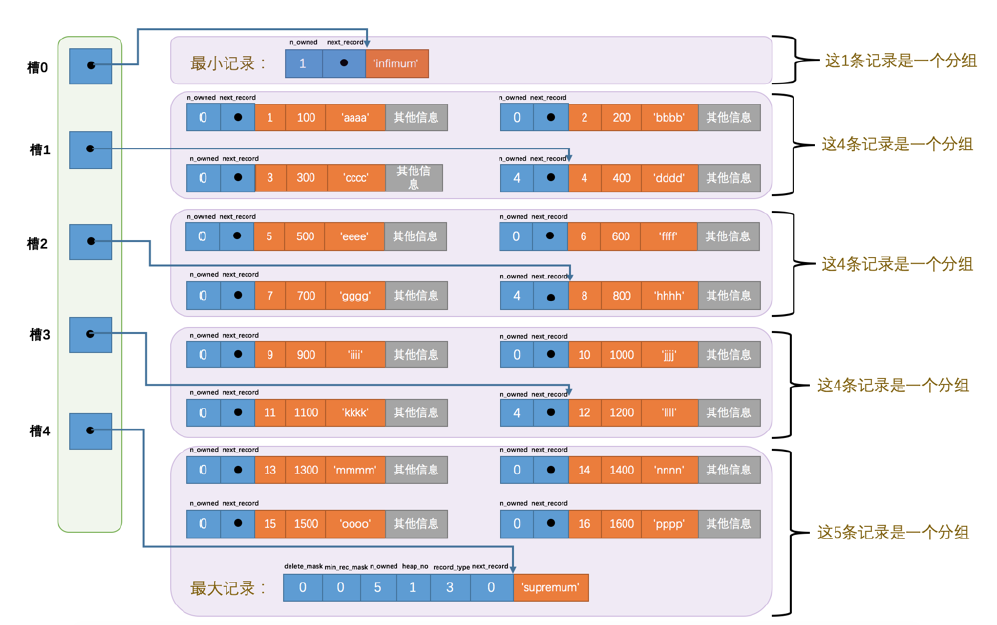 n_owned next_record
槽0 最小记录： 1 'infimum' 这1条记录是一个分组
n_owned next_record n_owned next_record
0 1 100 'aaaa' 其他信息 0 2 200 'bbbb' 其他信息
槽1 这4条记录是一个分组
n_owned next_record n_owned next_record
0 3 300 'cccc' 其他信息 4 4 400 'dddd' 其他信息
n_owned next_record n_owned next_record
槽2 0 5 500 'eeee' 其他信息 0 6 600 'ffff' 其他信息
这4条记录是一个分组
n_owned next_record n_owned next_record
0 7 700 'gggg' 其他信息 4 8 800 'hhhh' 其他信息
槽3
n_owned next_record n_owned next_record
0 9 900 'iiii' 其他信息 0 10 1000 'jjjj' 其他信息
这4条记录是一个分组
n_owned next_record n_owned next_record
0 11 1100 'kkkk' 其他信息 4 12 1200 'llll' 其他信息
槽4
n_owned next_record n_owned next_record
0 13 1300 'mmmm' 其他信息 0 14 1400 'nnnn' 其他信息
n_owned next_record n_owned next_record
0 15 1500 'oooo' 其他信息 0 16 1600 'pppp' 其他信息
这5条记录是一个分组
delete_mask min_rec_mask n_owned heap_no record_type next_record
最大记录： 0 0 5 1 3 0 'supremum'